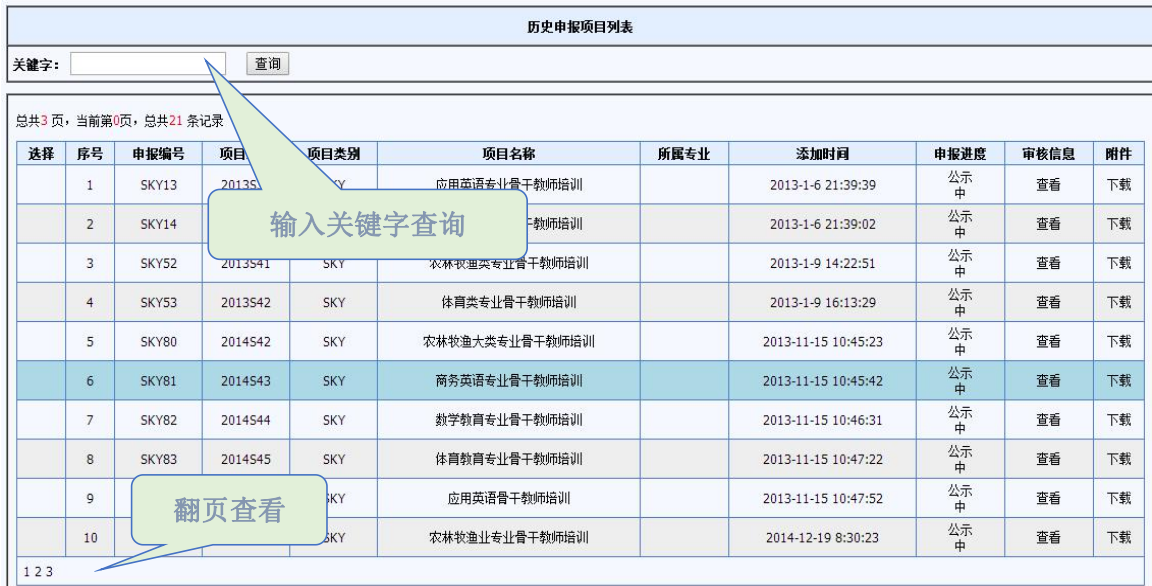 历史申报项目列表
关键字： 查询
总共3 页，当前第0页，总共21 条记录
选择 序号 申报编号 项目 项目类别 项目名称 所属专业 添加时间 申报进度 审核信息 附件
1 SKY13 2013S 应用英语专业骨干教师培训 2013-1-6 21:39:39 公示中 查看 下载
输入关键字查询
2 SKY14 干教师培训 2013-1-6 21:39:02 公示中 查看 下载
3 SKY52 2013S41 SKY 农林牧渔类专业骨干教师培训 2013-1-9 14:22:51 公示中 查看 下载
4 SKY53 2013S42 SKY 体育类专业骨干教师培训 2013-1-9 16:13:29 公示中 查看 下载
5 SKY80 2014S42 SKY 农林牧渔大类专业骨干教师培训 2013-11-15 10:45:23 公示中 查看 下载
6 SKY81 2014S43 SKY 商务英语专业骨干教师培训 2013-11-15 10:45:42 公示中 查看 下载
7 SKY82 2014S44 SKY 数学教育专业骨干教师培训 2013-11-15 10:46:31 公示中 查看 下载
8 SKY83 2014S45 SKY 体育教育专业骨干教师培训 2013-11-15 10:47:22 公示中 查看 下载
9 SKY 应用英语骨干教师培训 2013-11-15 10:47:52 公示中 查看 下载
翻页查看
10 SKY 农林牧渔业专业骨干教师培训 2014-12-19 8:30:23 公示中 查看 下载
1 2 3